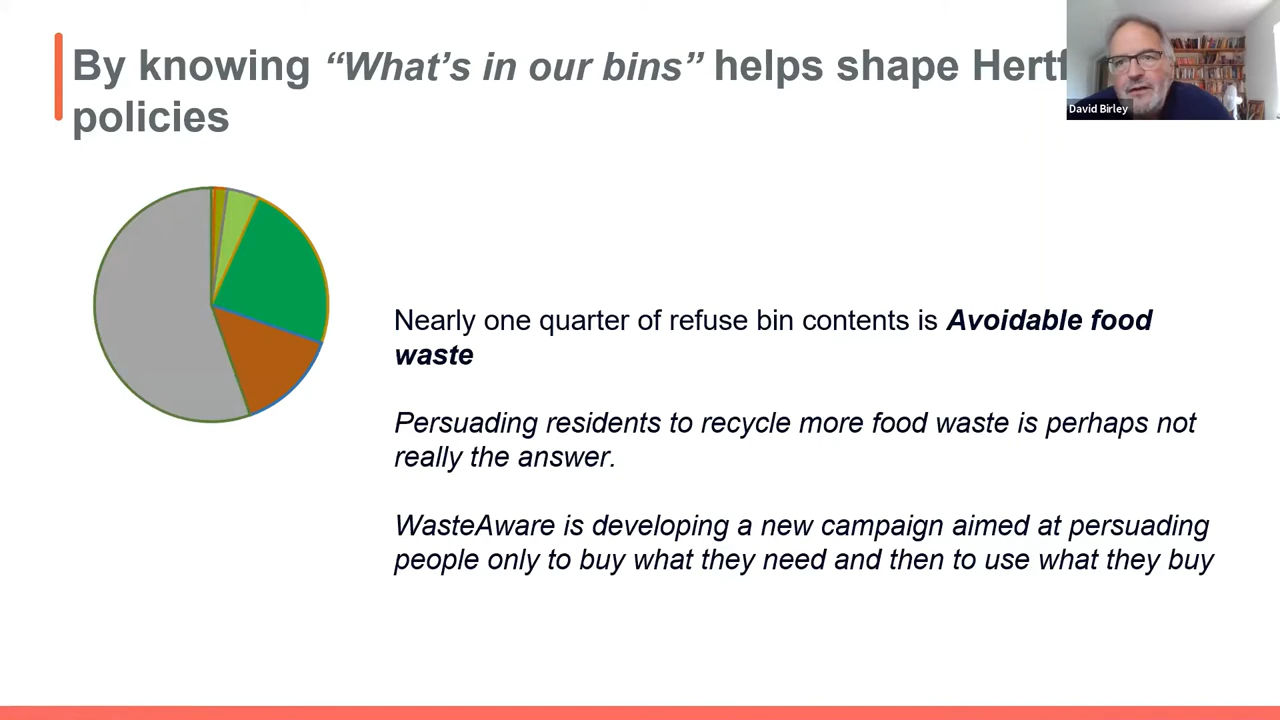 By knowing “What’s in our bins” helps shape
policies
David Birley
Nearly one quarter of refuse bin contents is Avoidable food
waste
Persuading residents to recycle more food waste is perhaps not
really the answer.
WasteAware is developing a new campaign aimed at persuading
people only to buy what they need and then to use what they buy